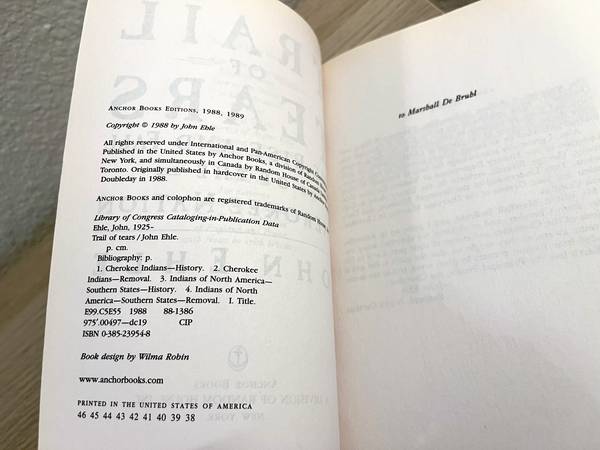 ANCHOR BOOKS EDITIONS, 1988, 1989
Copyright © 1988 by John Ehle
All rights reserved under International and Pan-American Copyright
Published in the United States by Anchor Books, a division of Random
New York, and simultaneously in Canada by Random House of Canada
Toronto. Originally published in hardcover in the United States by
Doubleday in 1988.
ANCHOR BOOKS and colophon are registered trademarks of Random House
Library of Congress Cataloging-in-Publication Data
Ehle, John, 1925–
Trail of tears / John Ehle.
p. cm.
Bibliography: p.
1. Cherokee Indians—History. 2. Cherokee
Indians—Removal. 3. Indians of North America—
Southern States—History. 4. Indians of North
America—Southern States—Removal. I. Title.
E99.C5E55 1988 88-1386
975′.00497—dc19 CIP
ISBN 0-385-23954-8
Book design by Wilma Robin
www.anchorbooks.com
PRINTED IN THE UNITED STATES OF AMERICA
46 45 44 43 42 41 40 39 38
to Marshall De Bruhl